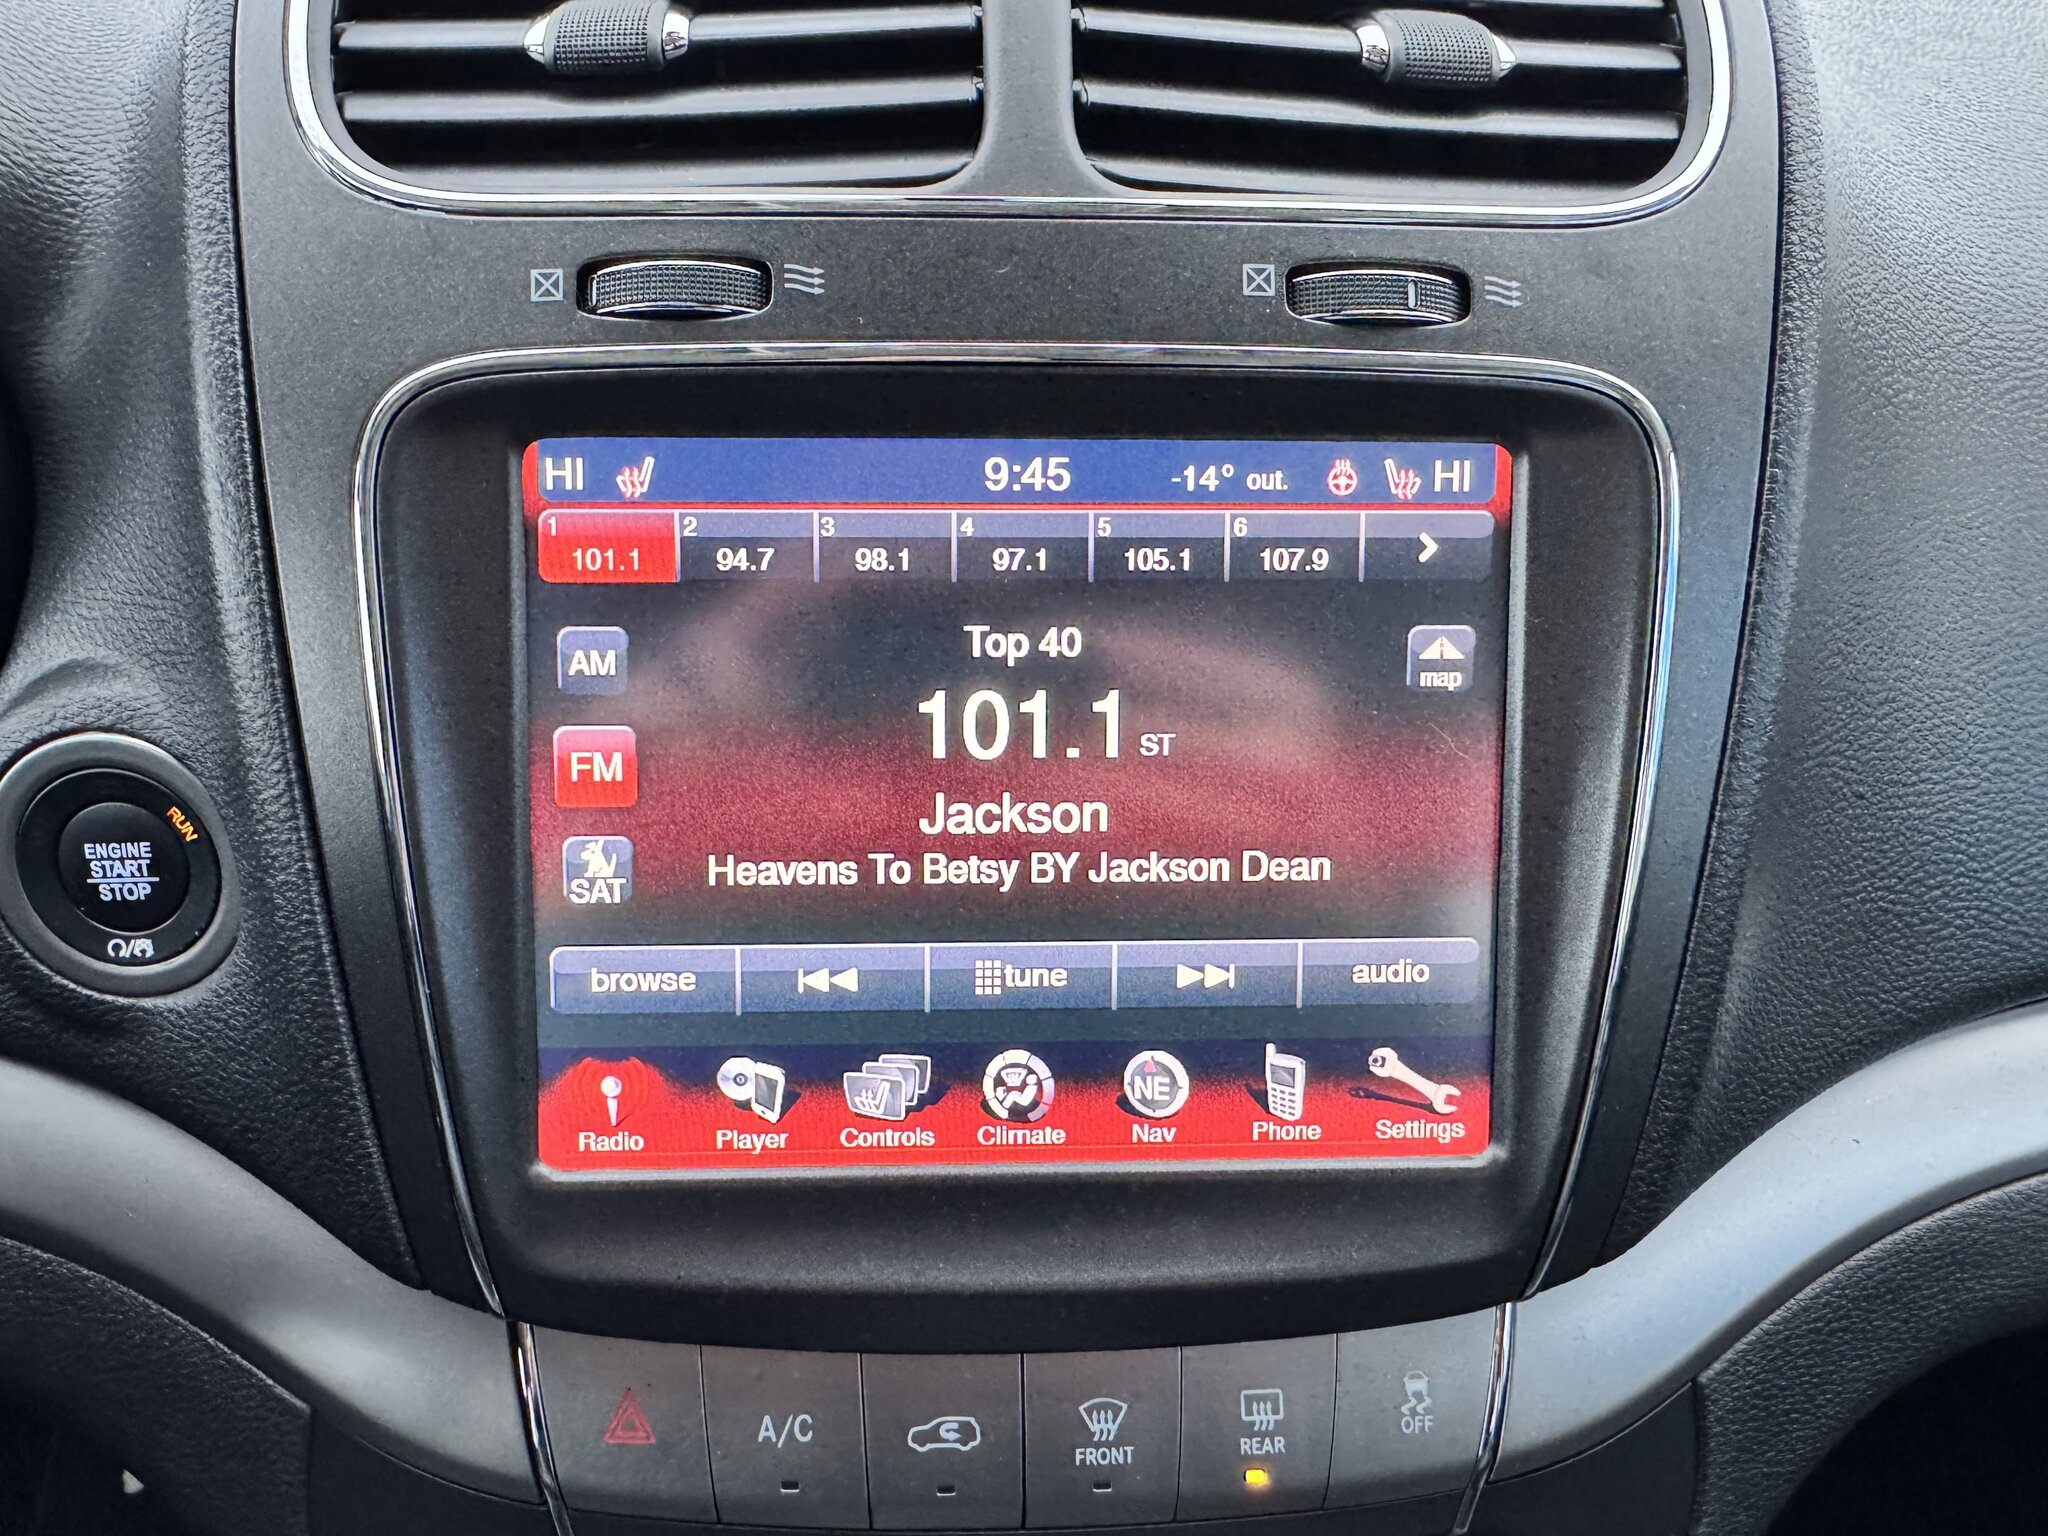 HI 9:45 -14° out. HI
1 2 3 4 5 6
101.1 94.7 98.1 97.1 105.1 107.9
Top 40
AM
map
101.1 ST
FM
Jackson
Heavens To Betsy BY Jackson Dean
SAT
browse tune audio
NE
Radio Player Controls Climate Nav Phone Settings
RUN
ENGINE
START
STOP
A/C
FRONT
REAR
OFF